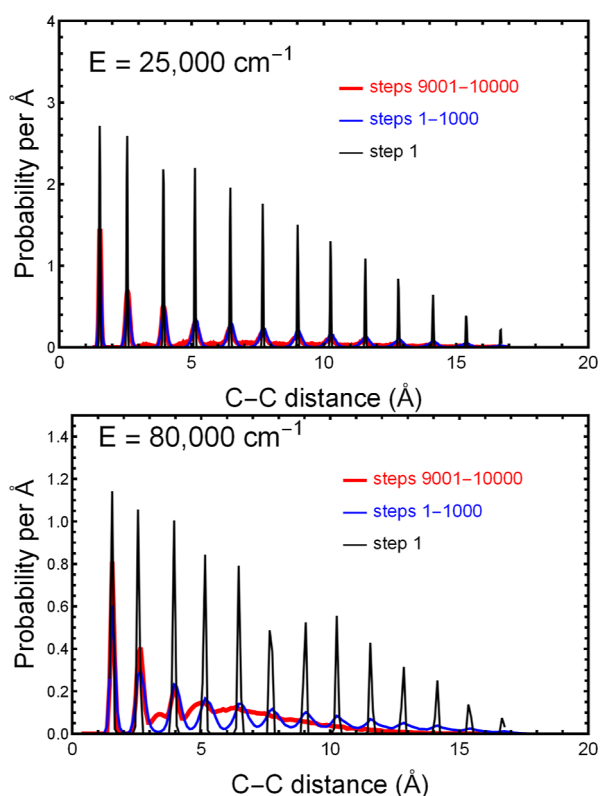 E = 25,000 cm⁻¹
steps 9001−10000
steps 1−1000
step 1
Probability per Å
4
3
2
1
0
0 5 10 15 20
C−C distance (Å)
E = 80,000 cm⁻¹
steps 9001−10000
steps 1−1000
step 1
Probability per Å
1.4
1.2
1.0
0.8
0.6
0.4
0.2
0.0
0 5 10 15 20
C−C distance (Å)